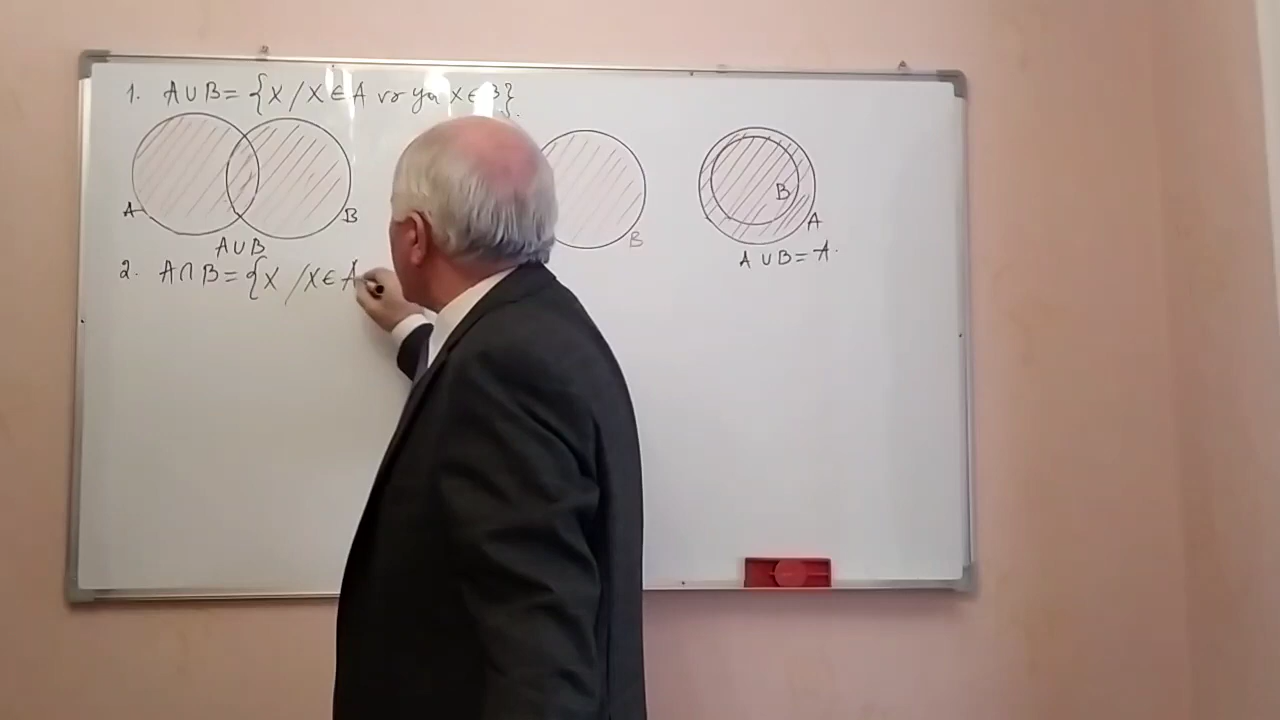 1. A∪B = {x / x∈A və ya x∈B}.
A B B B A
A∪B A∪B = A.
2. A∩B = {x / x∈A